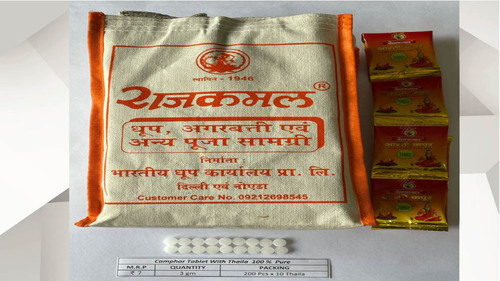 स्थापित - 1946
राजकमल ®
धूप, अगरबत्ती एवं
अन्य पूजा सामग्री
निर्माता :
भारतीय धूप कार्यालय प्रा. लि.
दिल्ली एवं नोएडा
Customer Care No. 09212698545
Camphor Tablet With Thaila 100 % Pure
M.R.P QUANTITY PACKING
₹ 7 3 gm 200 Pcs x 10 Thaila